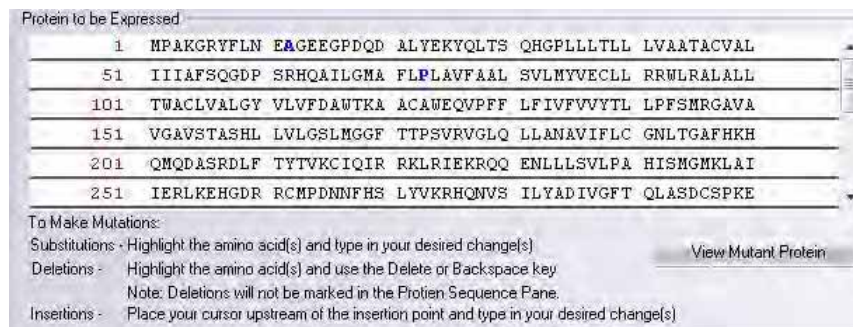 Protein to be Expressed
1 MPAKGRYFLN EAGEEGPDQD ALYEKYQLTS QHGPLLLTLL LVAATACVAL
51 IIIAFSQGDP SRHQAILGMA FLPLAVFAAL SVLMYVECLL RRWLRALALL
101 TWACLVALGY VLVFDAWTKA ACAWEQVPFF LFIVFVVYTL LPFSMRGAVA
151 VGAVSTASHL LVLGSLMGGF TTPSVRVGLQ LLANAVIFLC GNLTGAFHKH
201 QMQDASRDLF TYTVKCIQIR RKLRIEKRQQ ENLLLSVLPA HISMGMKLAI
251 IERLKEHGDR RCMPDNNFHS LYVKRHQNVS ILYADIVGFT QLASDCSPKE
To Make Mutations:
Substitutions - Highlight the amino acid(s) and type in your desired change(s)
View Mutant Protein
Deletions - Highlight the amino acid(s) and use the Delete or Backspace key
Note: Deletions will not be marked in the Protien Sequence Pane.
Insertions - Place your cursor upstream of the insertion point and type in your desired change(s)